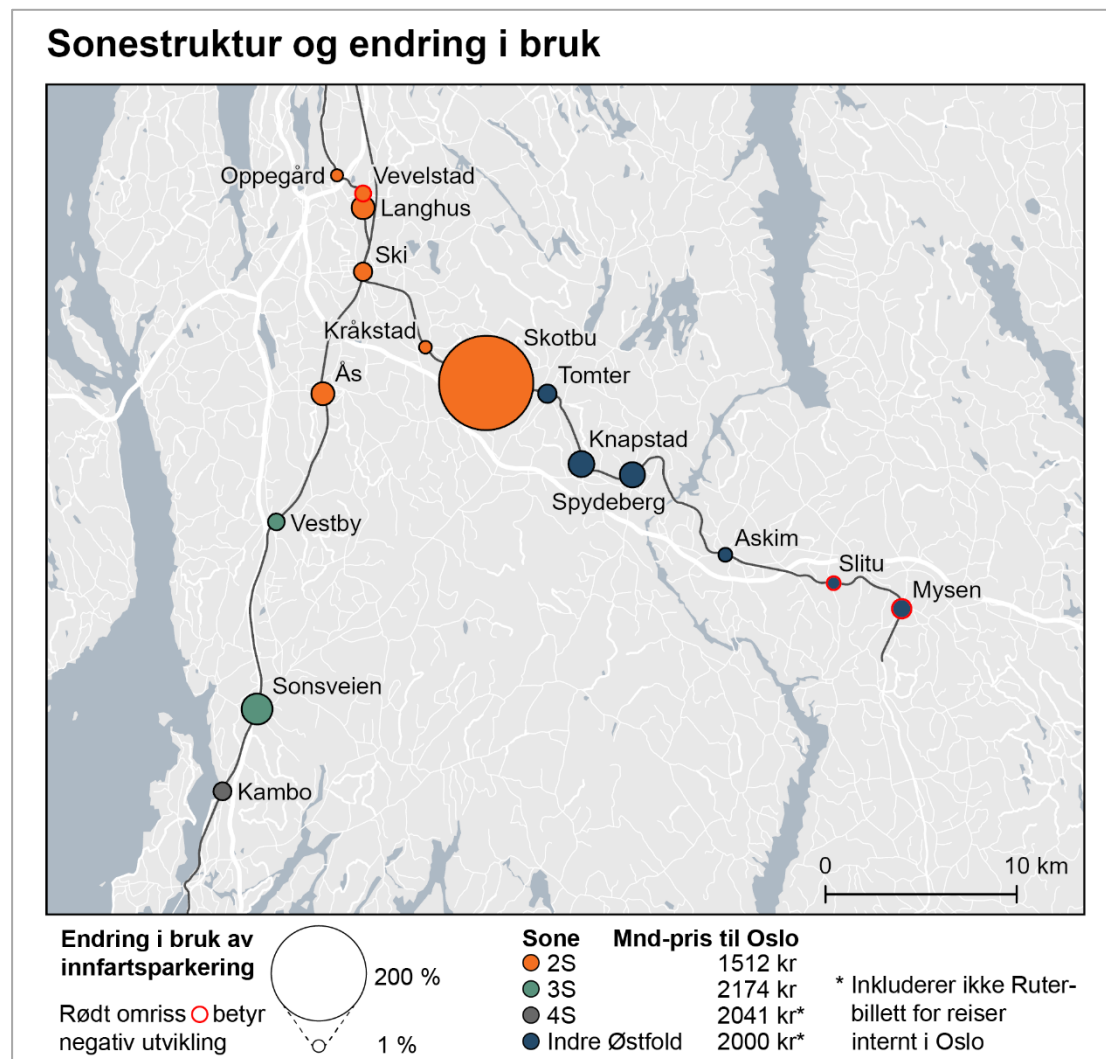 Sonestruktur og endring i bruk
Oppegård
Vevelstad
Langhus
Ski
Kråkstad
Skotbu
Ås
Tomter
Knapstad
Spydeberg
Vestby
Askim
Slitu
Mysen
Sonsveien
Kambo
0 10 km
Endring i bruk av
innfartsparkering
200 %
Rødt omriss betyr
negativ utvikling
1 %
Sone Mnd-pris til Oslo
2S 1512 kr
3S 2174 kr
4S 2041 kr*
Indre Østfold 2000 kr*
* Inkluderer ikke Ruter-
billett for reiser
internt i Oslo